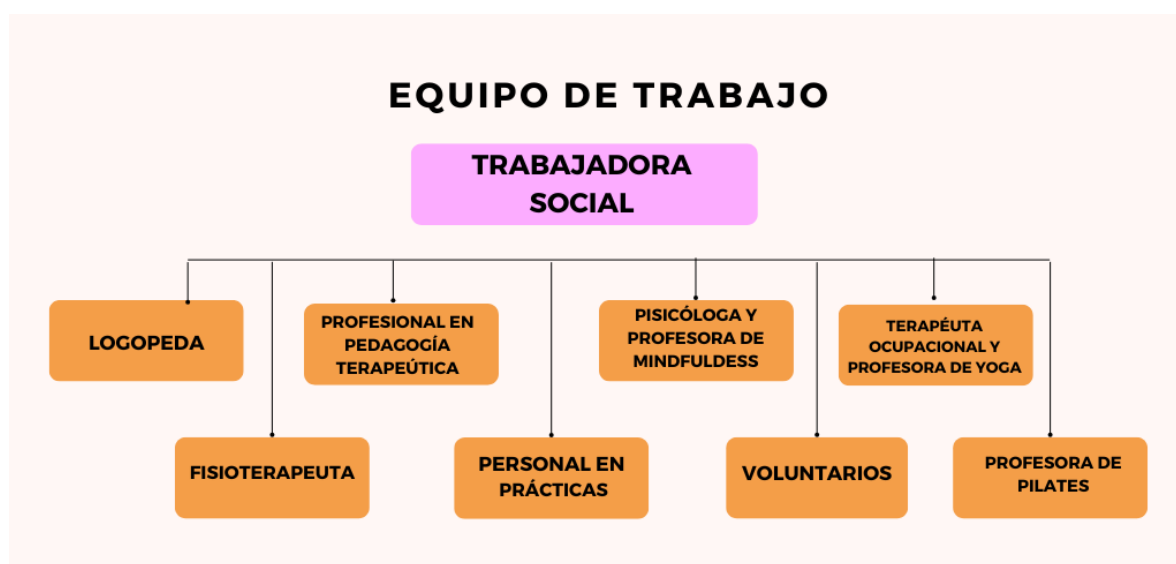 EQUIPO DE TRABAJO
TRABAJADORA
SOCIAL
LOGOPEDA
PROFESIONAL EN
PEDAGOGÍA
TERAPEÚTICA
PISICÓLOGA Y
PROFESORA DE
MINDFULDESS
TERAPÉUTA
OCUPACIONAL Y
PROFESORA DE YOGA
FISIOTERAPEUTA
PERSONAL EN
PRÁCTICAS
VOLUNTARIOS
PROFESORA DE
PILATES